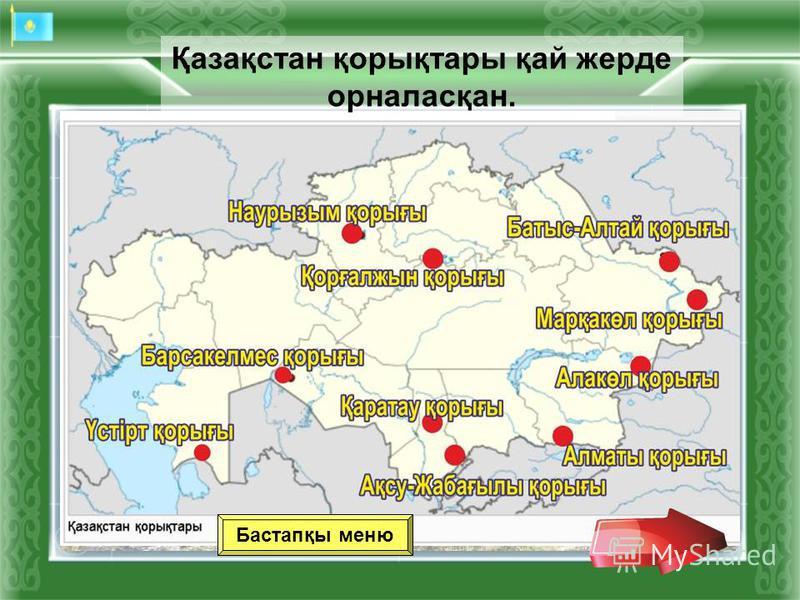 Қазақстан қорықтары қай жерде
орналасқан.
Наурызым қорығы
Батыс-Алтай қорығы
Қорғалжын қорығы
Марқакөл қорығы
Барсакелмес қорығы
Алакөл қорығы
Қаратау қорығы
Үстірт қорығы
Алматы қорығы
Ақсу-Жабағылы қорығы
Қазақстан қорықтары
Бастапқы меню
MyShared